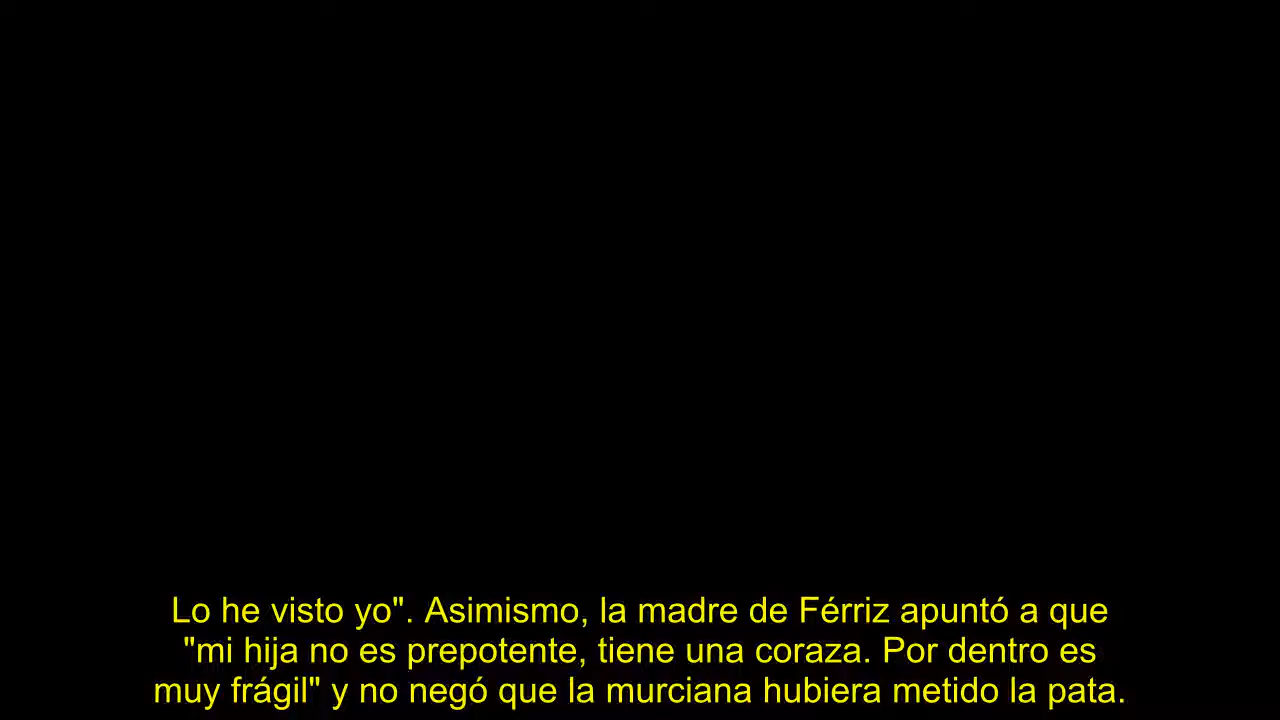 Lo he visto yo". Asimismo, la madre de Férriz apuntó a que
"mi hija no es prepotente, tiene una coraza. Por dentro es
muy frágil" y no negó que la murciana hubiera metido la pata.